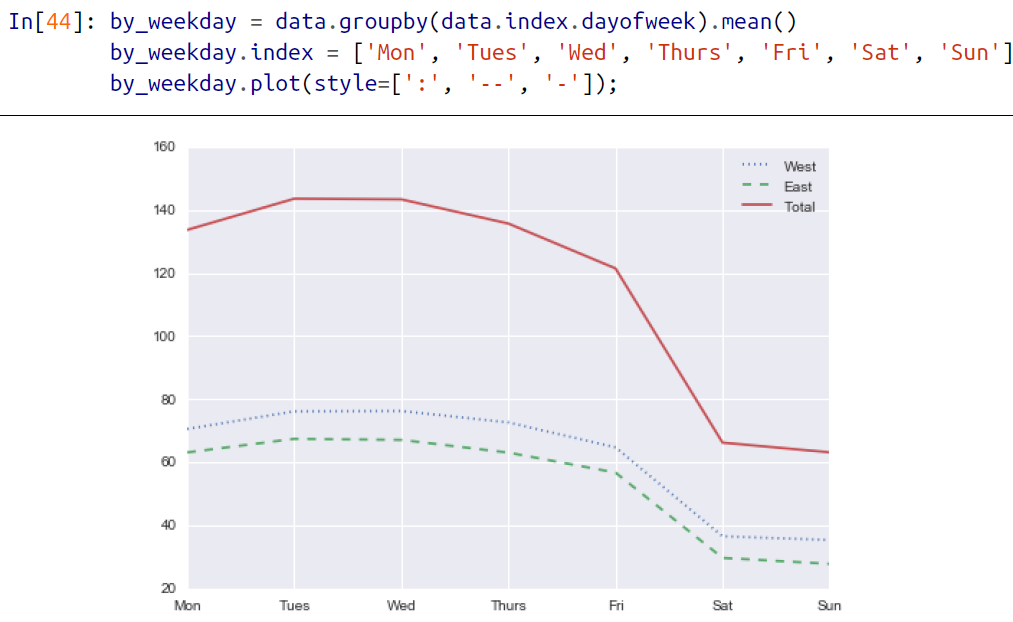 In[44]: by_weekday = data.groupby(data.index.dayofweek).mean()
by_weekday.index = ['Mon', 'Tues', 'Wed', 'Thurs', 'Fri', 'Sat', 'Sun']
by_weekday.plot(style=[':', '--', '-']);
160
West
East
Total
140
120
100
80
60
40
20
Mon Tues Wed Thurs Fri Sat Sun